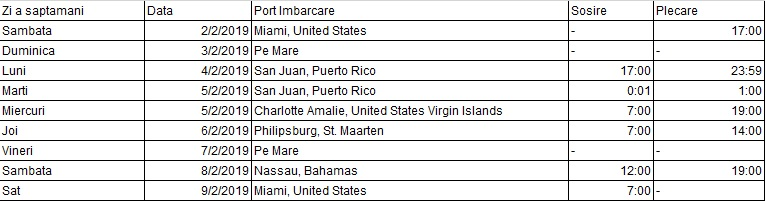 Zi a saptamani Data Port Imbarcare Sosire Plecare
Sambata 2/2/2019 Miami, United States - 17:00
Duminica 3/2/2019 Pe Mare - -
Luni 4/2/2019 San Juan, Puerto Rico 17:00 23:59
Marti 5/2/2019 San Juan, Puerto Rico 0:01 1:00
Miercuri 5/2/2019 Charlotte Amalie, United States Virgin Islands 7:00 19:00
Joi 6/2/2019 Philipsburg, St. Maarten 7:00 14:00
Vineri 7/2/2019 Pe Mare - -
Sambata 8/2/2019 Nassau, Bahamas 12:00 19:00
Sat 9/2/2019 Miami, United States 7:00 -